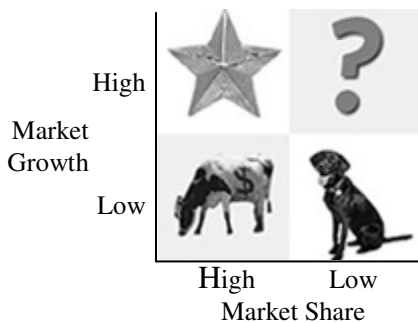 High
?
Market
Growth
Low
$
High Low
Market Share